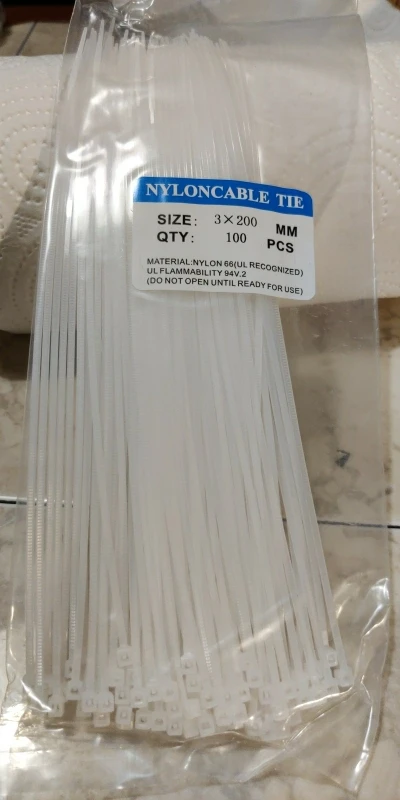 NYLONCABLE TIE
SIZE: 3×200 MM
QTY: 100 PCS
MATERIAL:NYLON 66(UL RECOGNIZED)
UL FLAMMABILITY 94V.2
(DO NOT OPEN UNTIL READY FOR USE)